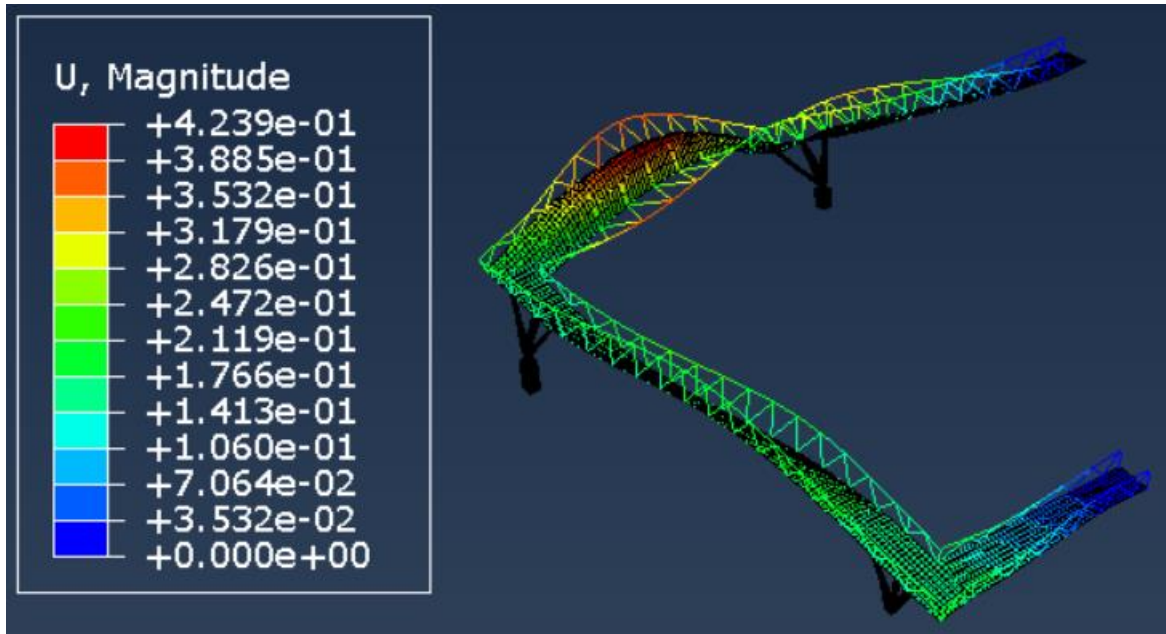 U, Magnitude
+4.239e-01
+3.885e-01
+3.532e-01
+3.179e-01
+2.826e-01
+2.472e-01
+2.119e-01
+1.766e-01
+1.413e-01
+1.060e-01
+7.064e-02
+3.532e-02
+0.000e+00